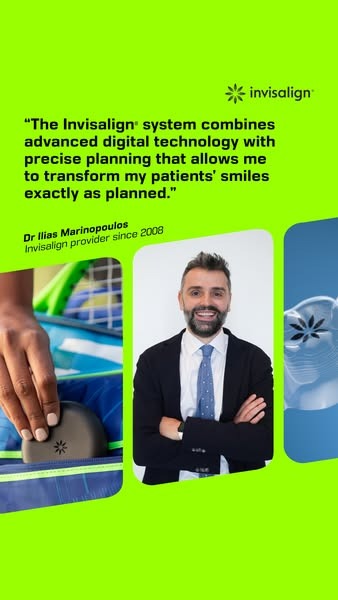 invisalign
“The Invisalign® system combines
advanced digital technology with
precise planning that allows me
to transform my patients’ smiles
exactly as planned.”
Dr Ilias Marinopoulos
Invisalign provider since 2008